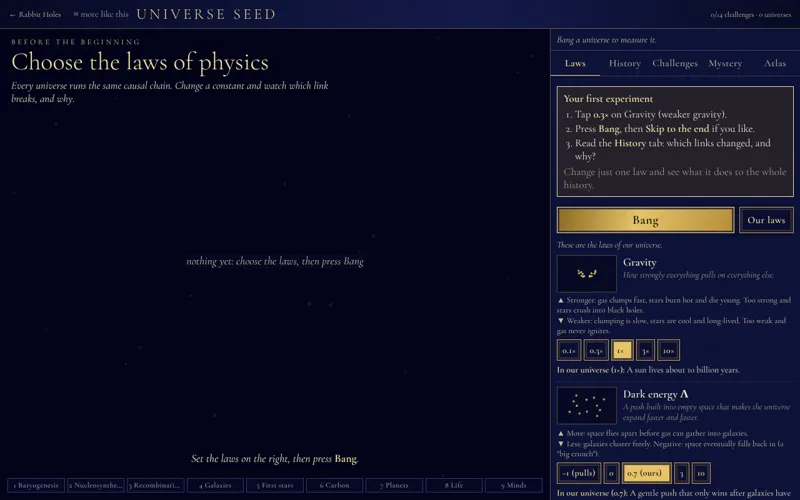 ← Rabbit Holes
≈ more like this
UNIVERSE SEED
0/14 challenges · 0 universes
BEFORE THE BEGINNING
Choose the laws of physics
Every universe runs the same causal chain. Change a constant and watch which link
breaks, and why.
nothing yet: choose the laws, then press Bang
Set the laws on the right, then press Bang.
1 Baryogenesis
2 Nucleosynthe...
3 Recombinati...
4 Galaxies
5 First stars
6 Carbon
7 Planets
8 Life
9 Minds
Bang a universe to measure it.
Laws
History
Challenges
Mystery
Atlas
Your first experiment
1. Tap 0.3× on Gravity (weaker gravity).
2. Press Bang, then Skip to the end if you like.
3. Read the History tab: which links changed, and
why?
Change just one law and see what it does to the whole
history.
Bang
Our laws
These are the laws of our universe.
Gravity
How strongly everything pulls on everything else.
▲ Stronger: gas clumps fast, stars burn hot and die young. Too strong and
stars crush into black holes.
▼ Weaker: clumping is slow, stars are cool and long-lived. Too weak and
gas never ignites.
0.1×
0.3×
1×
3×
10×
In our universe (1×): A sun lives about 10 billion years.
Dark energy Λ
A push built into empty space that makes the universe
expand faster and faster.
▲ More: space flies apart before gas can gather into galaxies.
▼ Less: galaxies cluster freely. Negative: space eventually falls back in (a
"big crunch").
-1 (pulls)
0
0.7 (ours)
3
10
In our universe (0.7): A gentle push that only wins after galaxies have